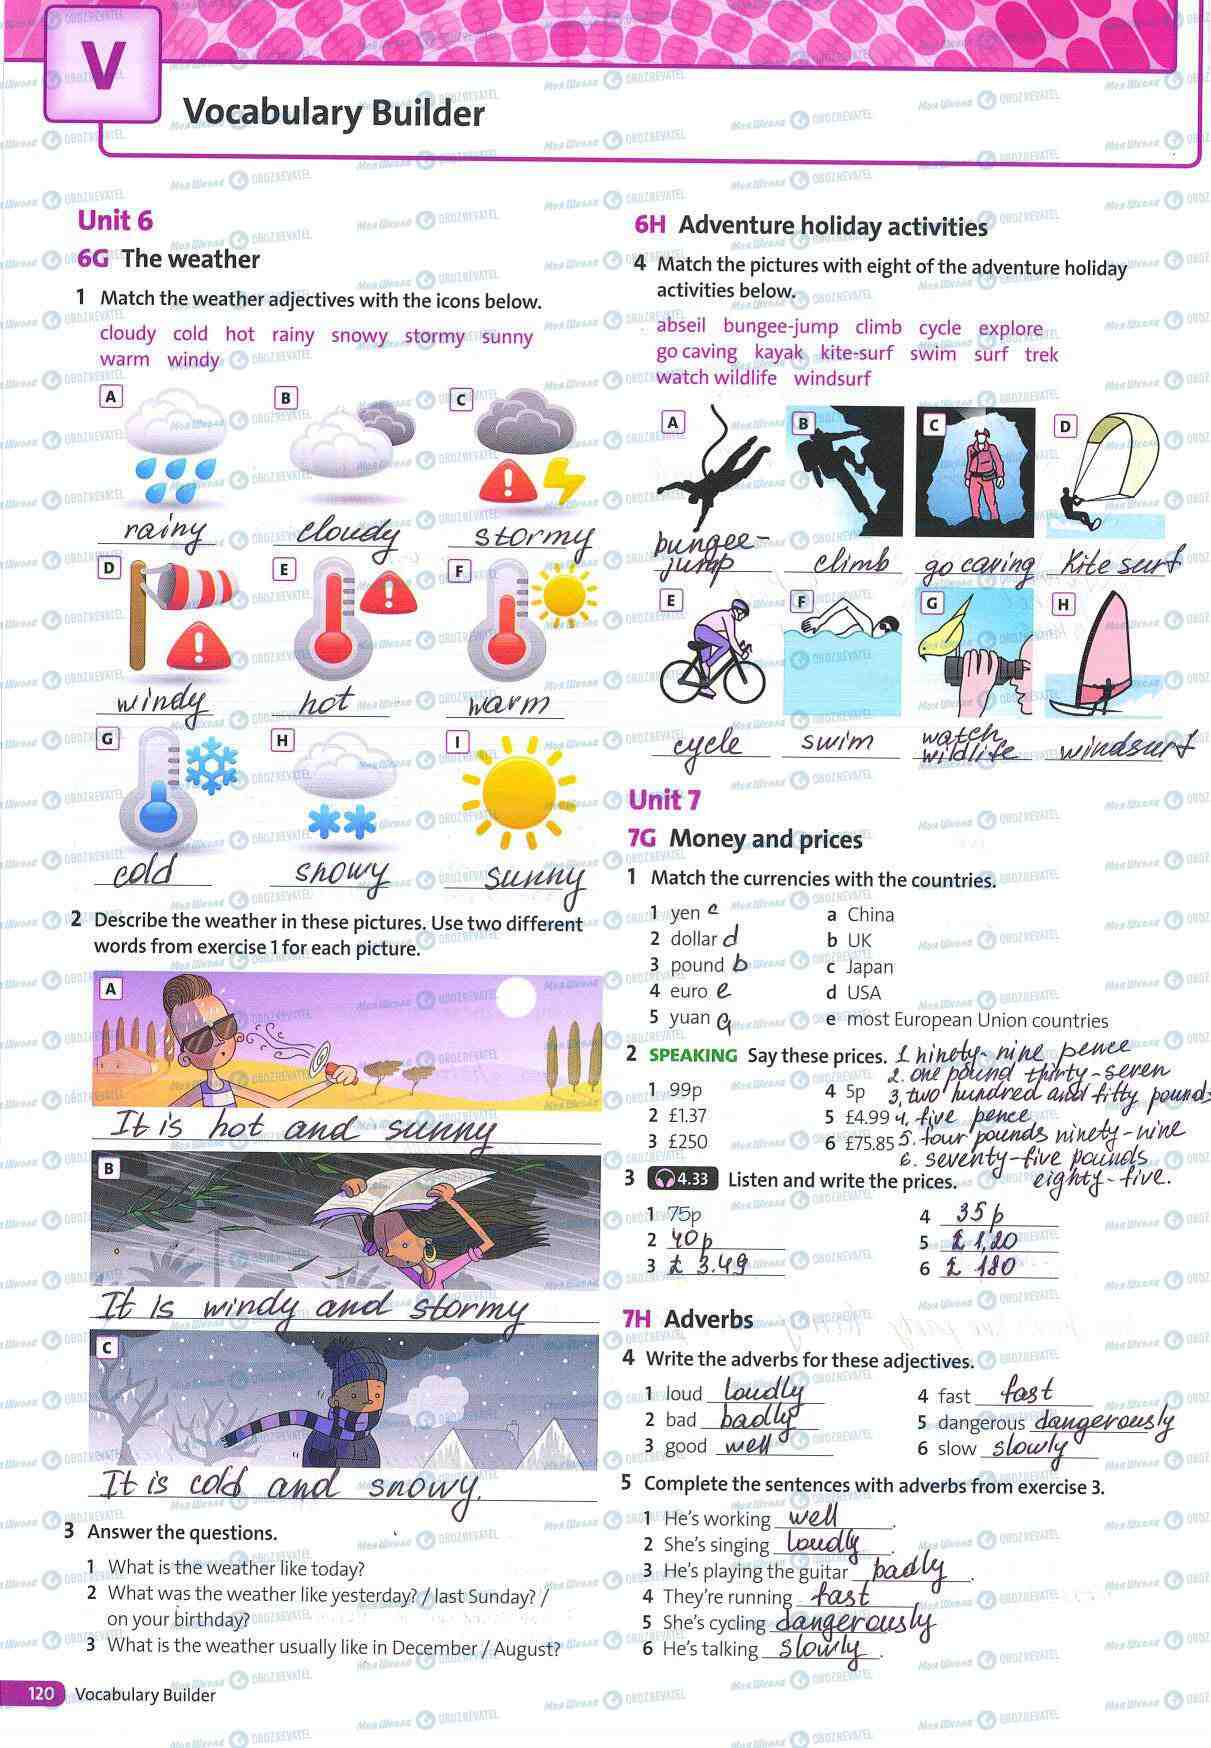 V
Vocabulary Builder
Unit 6
6G The weather
1 Match the weather adjectives with the icons below.
cloudy cold hot rainy snowy stormy sunny
warm windy
A B C
rainy cloudy stormy
D E F
windy hot warm
G H I
cold snowy sunny
2 Describe the weather in these pictures. Use two different
words from exercise 1 for each picture.
A
It is hot and sunny
B
It is windy and stormy
C
It is cold and snowy.
3 Answer the questions.
1 What is the weather like today?
2 What was the weather like yesterday? / last Sunday? /
on your birthday?
3 What is the weather usually like in December / August?
120 Vocabulary Builder
6H Adventure holiday activities
4 Match the pictures with eight of the adventure holiday
activities below.
abseil bungee-jump climb cycle explore
go caving kayak kite-surf swim surf trek
watch wildlife windsurf
A B C D
bungee-
jump climb go caving kite surf
E F G H
cycle swim watch
wildlife windsurf
Unit 7
7G Money and prices
1 Match the currencies with the countries.
1 yen c a China
2 dollar d b UK
3 pound b c Japan
4 euro e d USA
5 yuan a e most European Union countries
2 SPEAKING Say these prices. 1 ninety-nine pence
2. one pound thirty-seven
1 99p 4 5p 3, two hundred and fifty pounds
2 £1.37 5 £4.99 4, five pence
3 £250 6 £75.85 5. four pounds ninety-nine
6. seventy-five pounds
eighty-five.
3 4.33 Listen and write the prices.
1 75p 4 35p
2 40p 5 £ 1,20
3 £ 3.49 6 £ 180
7H Adverbs
4 Write the adverbs for these adjectives.
1 loud loudly 4 fast fast
2 bad badly 5 dangerous dangerously
3 good well 6 slow slowly
5 Complete the sentences with adverbs from exercise 3.
1 He's working well.
2 She's singing loudly.
3 He's playing the guitar badly.
4 They're running fast
5 She's cycling dangerously
6 He's talking slowly.
Моя Школа OBOZREVATEL